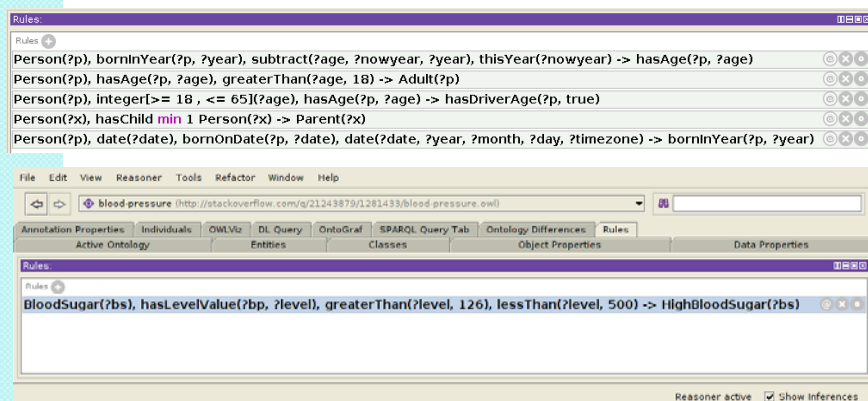 Rules:
Rules
Person(?p), bornInYear(?p, ?year), subtract(?age, ?nowyear, ?year), thisYear(?nowyear) -> hasAge(?p, ?age)
Person(?p), hasAge(?p, ?age), greaterThan(?age, 18) -> Adult(?p)
Person(?p), integer[>= 18 , <= 65](?age), hasAge(?p, ?age) -> hasDriverAge(?p, true)
Person(?x), hasChild min 1 Person(?x) -> Parent(?x)
Person(?p), date(?date), bornOnDate(?p, ?date), date(?date, ?year, ?month, ?day, ?timezone) -> bornInYear(?p, ?year)
File Edit View Reasoner Tools Refactor Window Help
blood-pressure (http://stackoverflow.com/q/21243879/1281433/blood-pressure.owl)
Annotation Properties Individuals OWLViz DL Query OntoGraf SPARQL Query Tab Ontology Differences Rules
Active Ontology Entities Classes Object Properties Data Properties
Rules:
Rules
BloodSugar(?bs), hasLevelValue(?bp, ?level), greaterThan(?level, 126), lessThan(?level, 500) -> HighBloodSugar(?bs)
Reasoner active Show Inferences